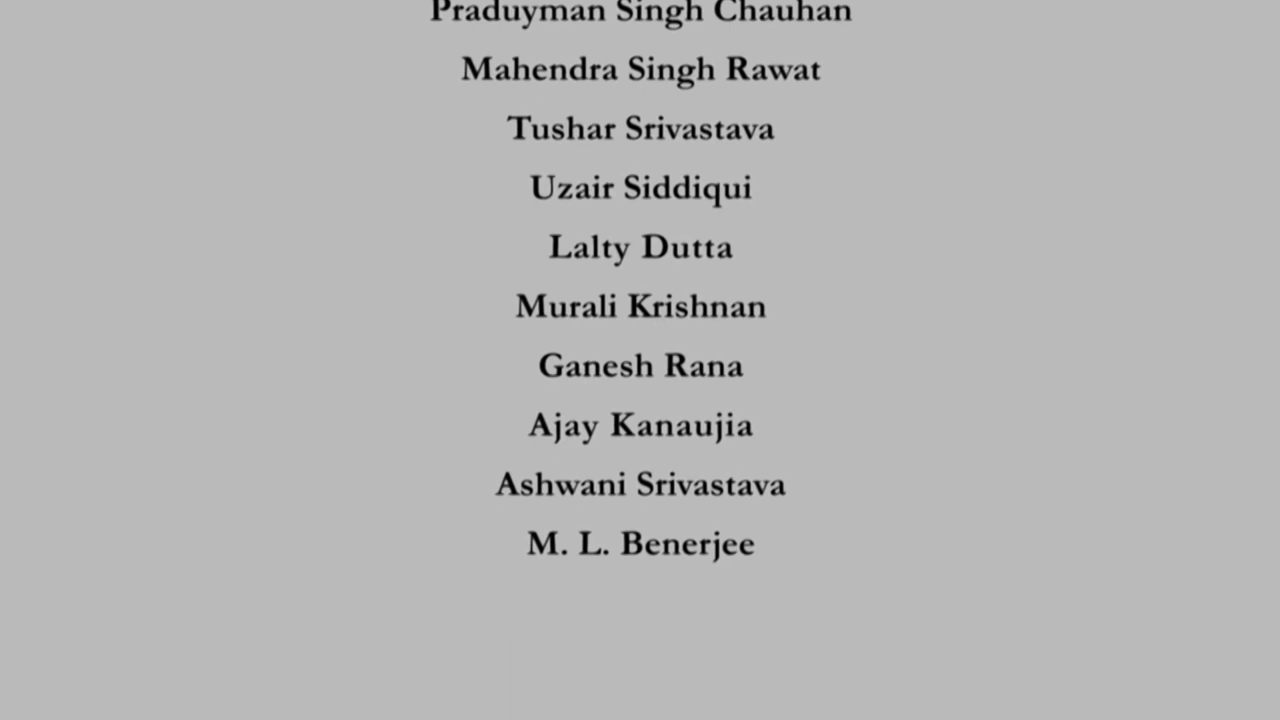 Praduyman Singh Chauhan
Mahendra Singh Rawat
Tushar Srivastava
Uzair Siddiqui
Lalty Dutta
Murali Krishnan
Ganesh Rana
Ajay Kanaujia
Ashwani Srivastava
M. L. Benerjee